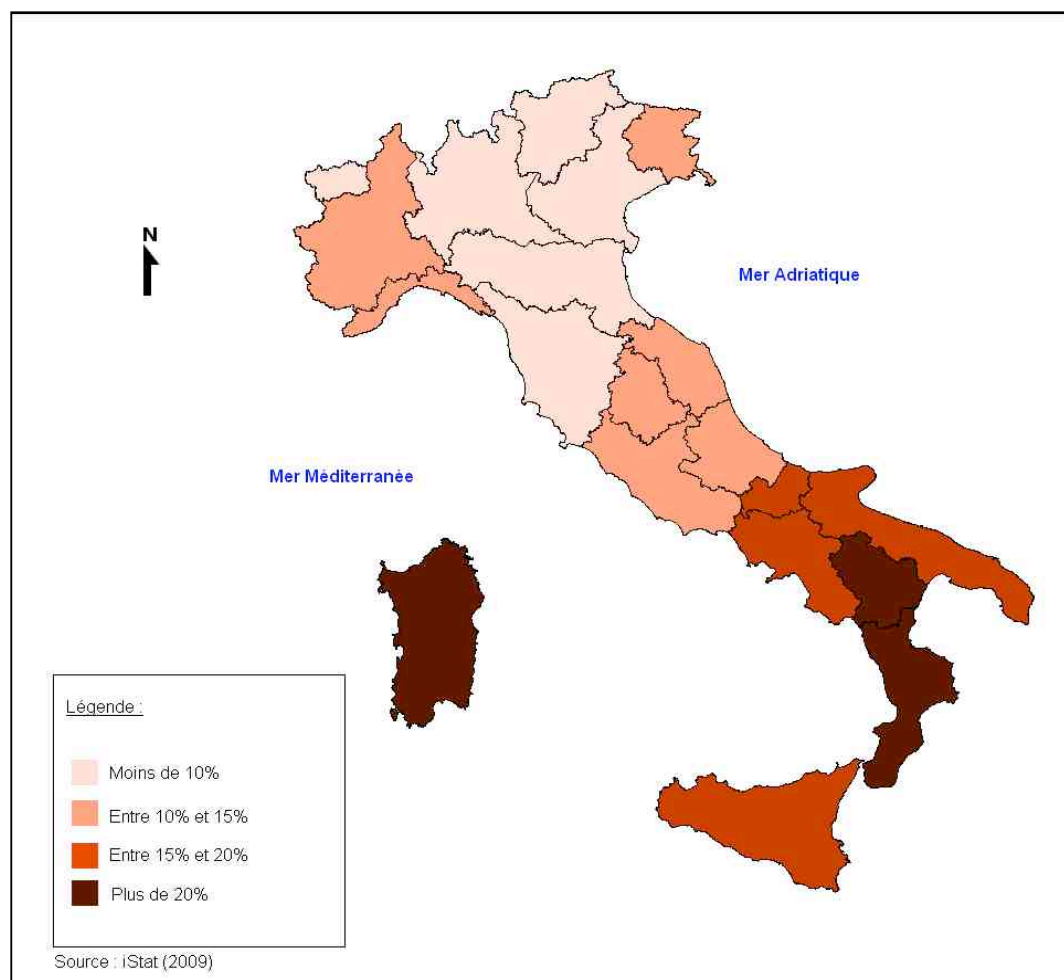 N
Mer Adriatique
Mer Méditerranée
Légende :
Moins de 10%
Entre 10% et 15%
Entre 15% et 20%
Plus de 20%
Source : iStat (2009)